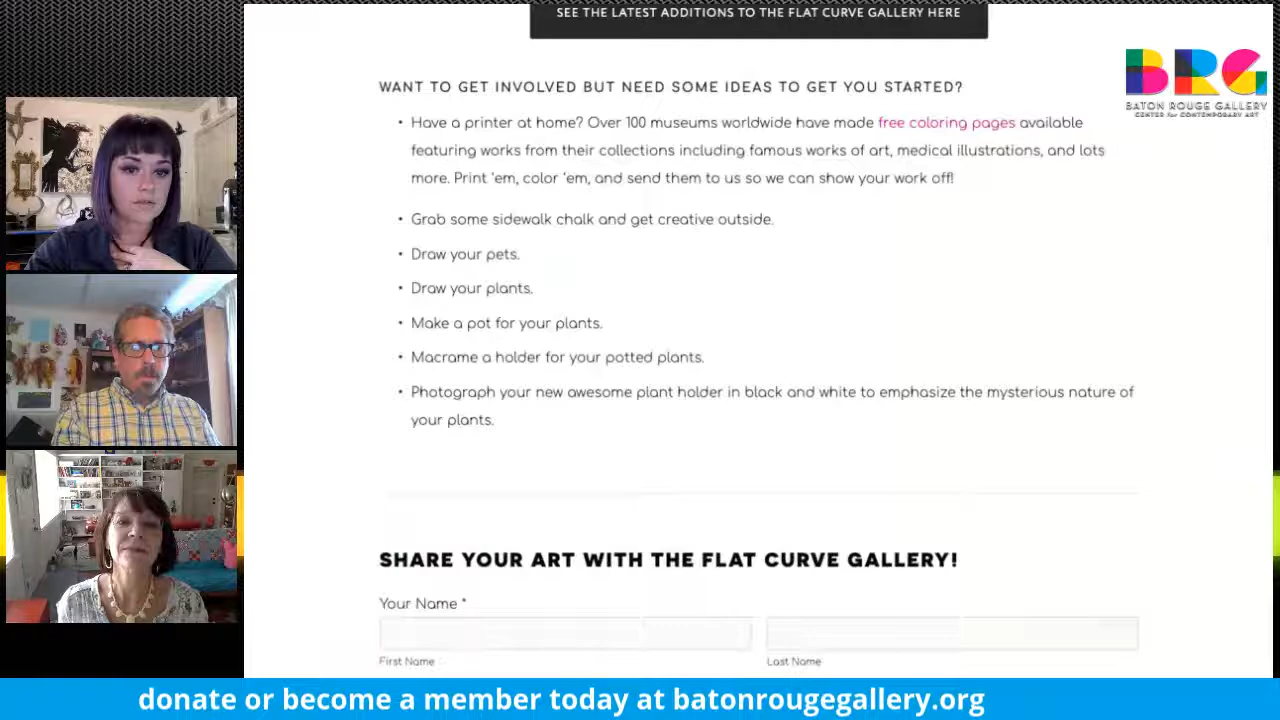 SEE THE LATEST ADDITIONS TO THE FLAT CURVE GALLERY HERE
BRG
BATON ROUGE GALLERY
CENTER for CONTEMPORARY ART
WANT TO GET INVOLVED BUT NEED SOME IDEAS TO GET YOU STARTED?
• Have a printer at home? Over 100 museums worldwide have made free coloring pages available
featuring works from their collections including famous works of art, medical illustrations, and lots
more. Print 'em, color 'em, and send them to us so we can show your work off!
• Grab some sidewalk chalk and get creative outside.
• Draw your pets.
• Draw your plants.
• Make a pot for your plants.
• Macrame a holder for your potted plants.
• Photograph your new awesome plant holder in black and white to emphasize the mysterious nature of
your plants.
SHARE YOUR ART WITH THE FLAT CURVE GALLERY!
Your Name *
First Name
Last Name
donate or become a member today at batonrougegallery.org